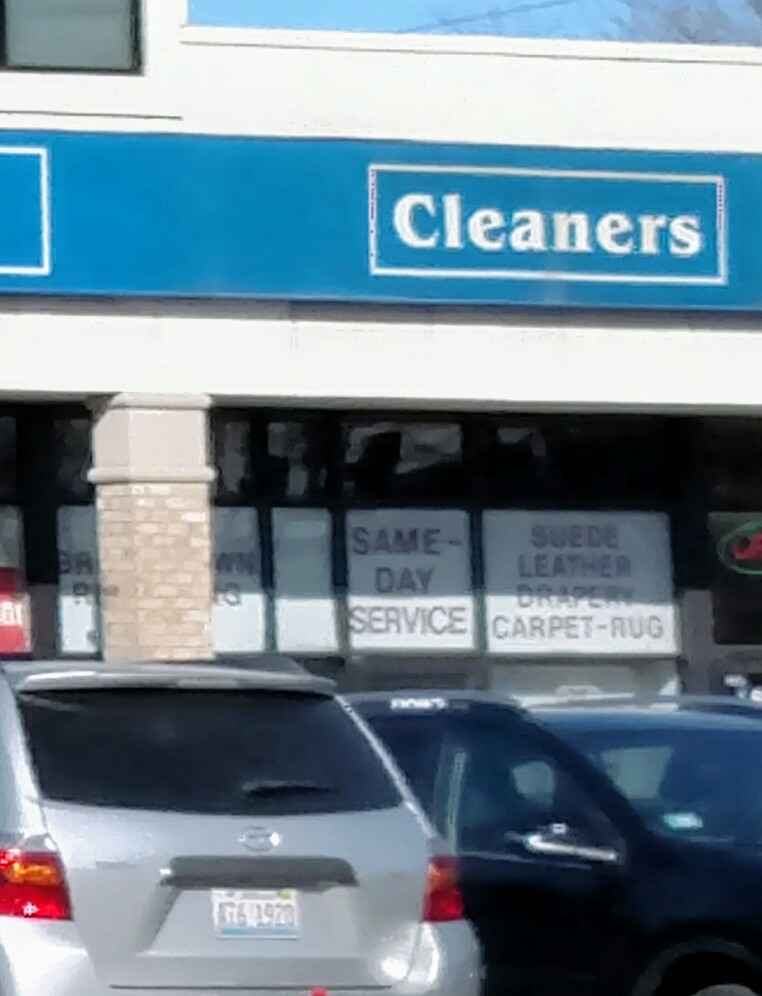 Cleaners
SAME-
DAY
SERVICE
SUEDE
LEATHER
DRAPERY
CARPET-RUG